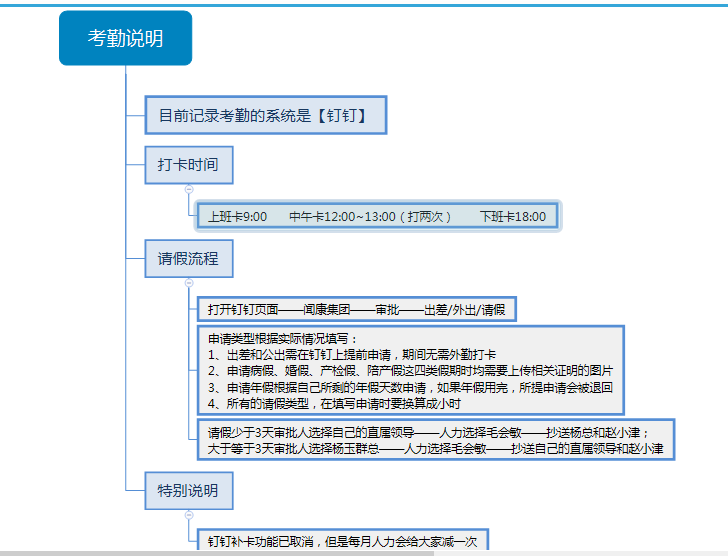 考勤说明
目前记录考勤的系统是【钉钉】
打卡时间
上班卡9:00 中午卡12:00~13:00（打两次） 下班卡18:00
请假流程
打开钉钉页面——闻康集团——审批——出差/外出/请假
申请类型根据实际情况填写：
1、出差和公出需在钉钉上提前申请，期间无需外勤打卡
2、申请病假、婚假、产检假、陪产假这四类假期时均需要上传相关证明的图片
3、申请年假根据自己所剩的年假天数申请，如果年假用完，所提申请会被退回
4、所有的请假类型，在填写申请时要换算成小时
请假少于3天审批人选择自己的直属领导——人力选择毛会敏——抄送杨总和赵小津；
大于等于3天审批人选择杨玉群总——人力选择毛会敏——抄送自己的直属领导和赵小津
特别说明
钉钉补卡功能已取消，但是每月人力会给大家减一次